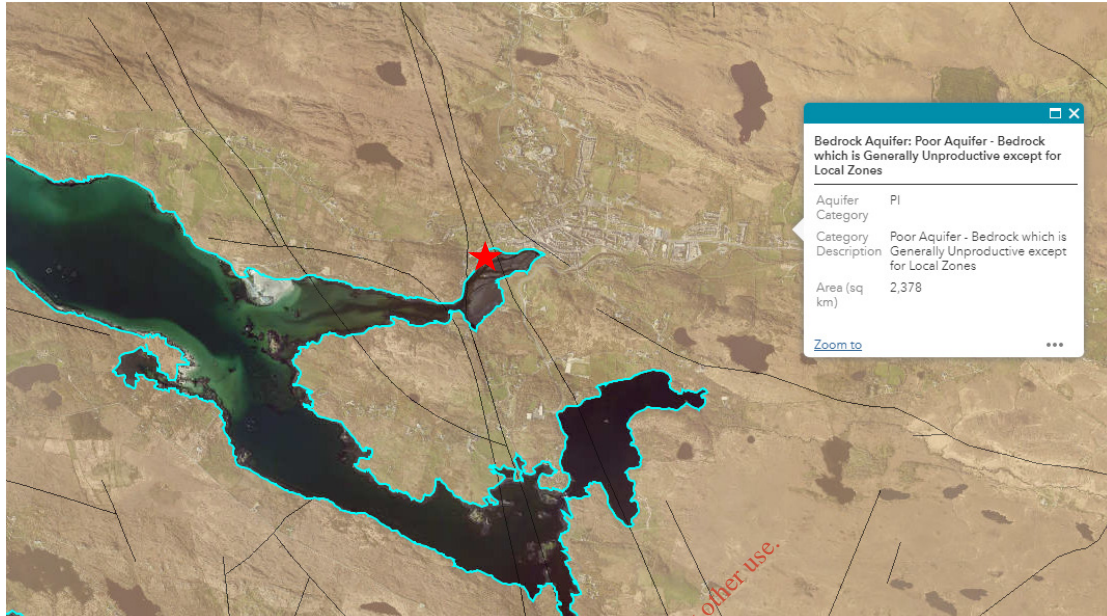 Bedrock Aquifer: Poor Aquifer - Bedrock
which is Generally Unproductive except for
Local Zones
Aquifer Category Pl
Category Description Poor Aquifer - Bedrock which is
Generally Unproductive except
for Local Zones
Area (sq km) 2,378
Zoom to
other use.